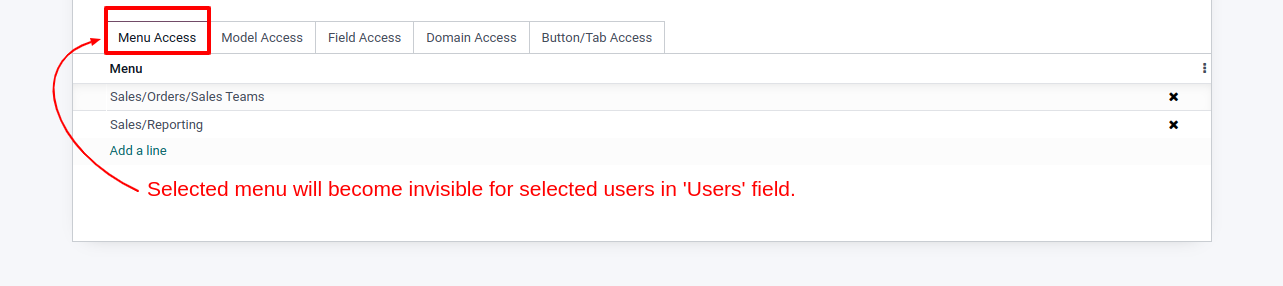 Menu Access Model Access Field Access Domain Access Button/Tab Access
Menu
Sales/Orders/Sales Teams
Sales/Reporting
Add a line
Selected menu will become invisible for selected users in 'Users' field.